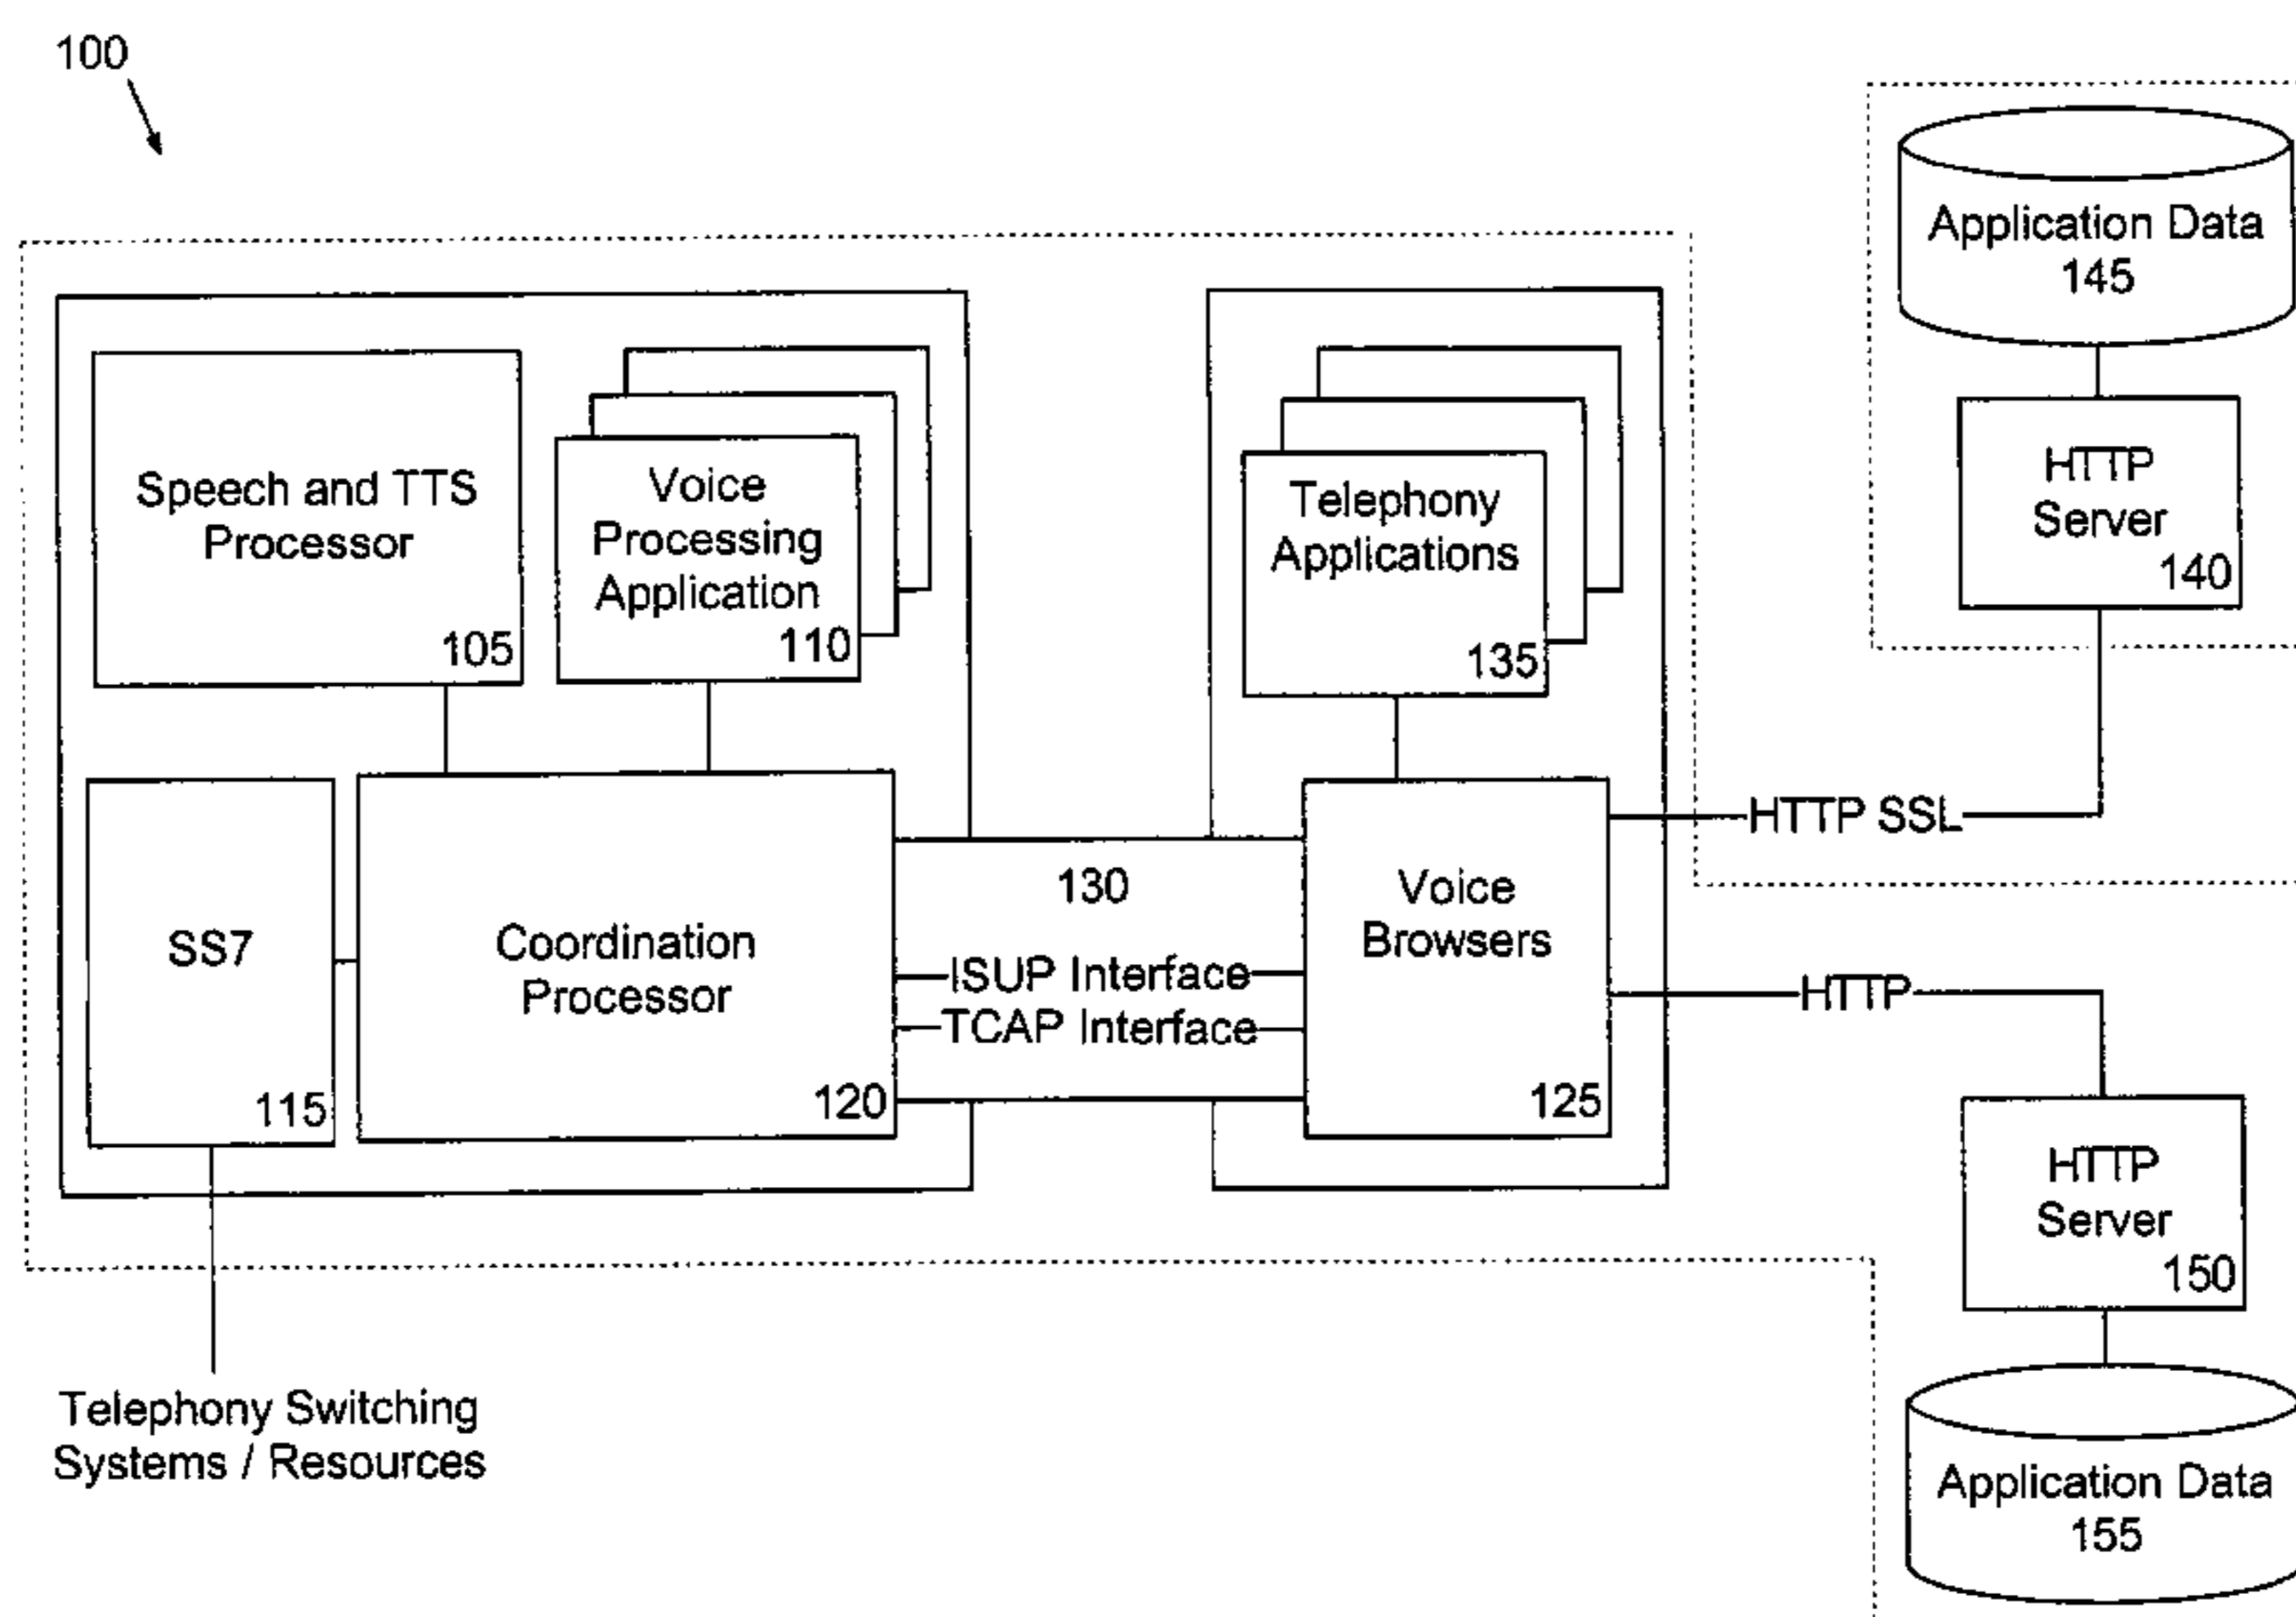 100
Application Data
145
HTTP
Server
140
Speech and TTS
Processor
105
Voice
Processing
Application
110
Telephony
Applications
135
HTTP SSL
SS7
115
Coordination
Processor
120
130
ISUP Interface
TCAP Interface
Voice
Browsers
125
HTTP
HTTP
Server
150
Telephony Switching
Systems / Resources
Application Data
155